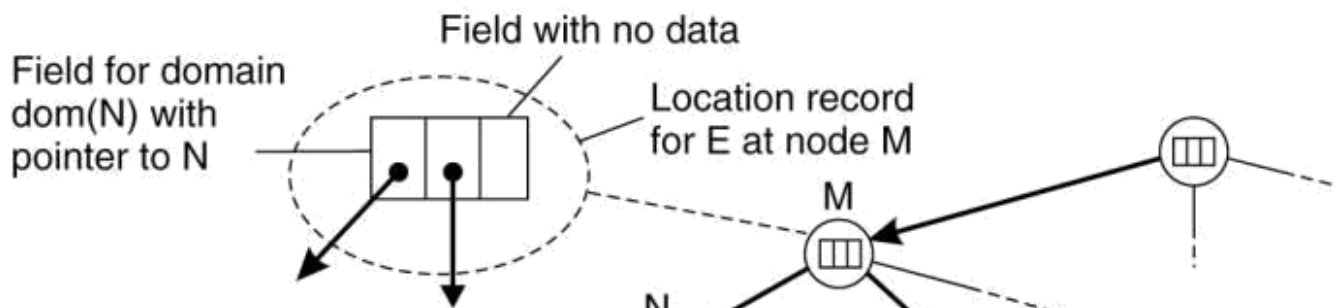 Field with no data
Field for domain
dom(N) with
pointer to N
Location record
for E at node M
M
N